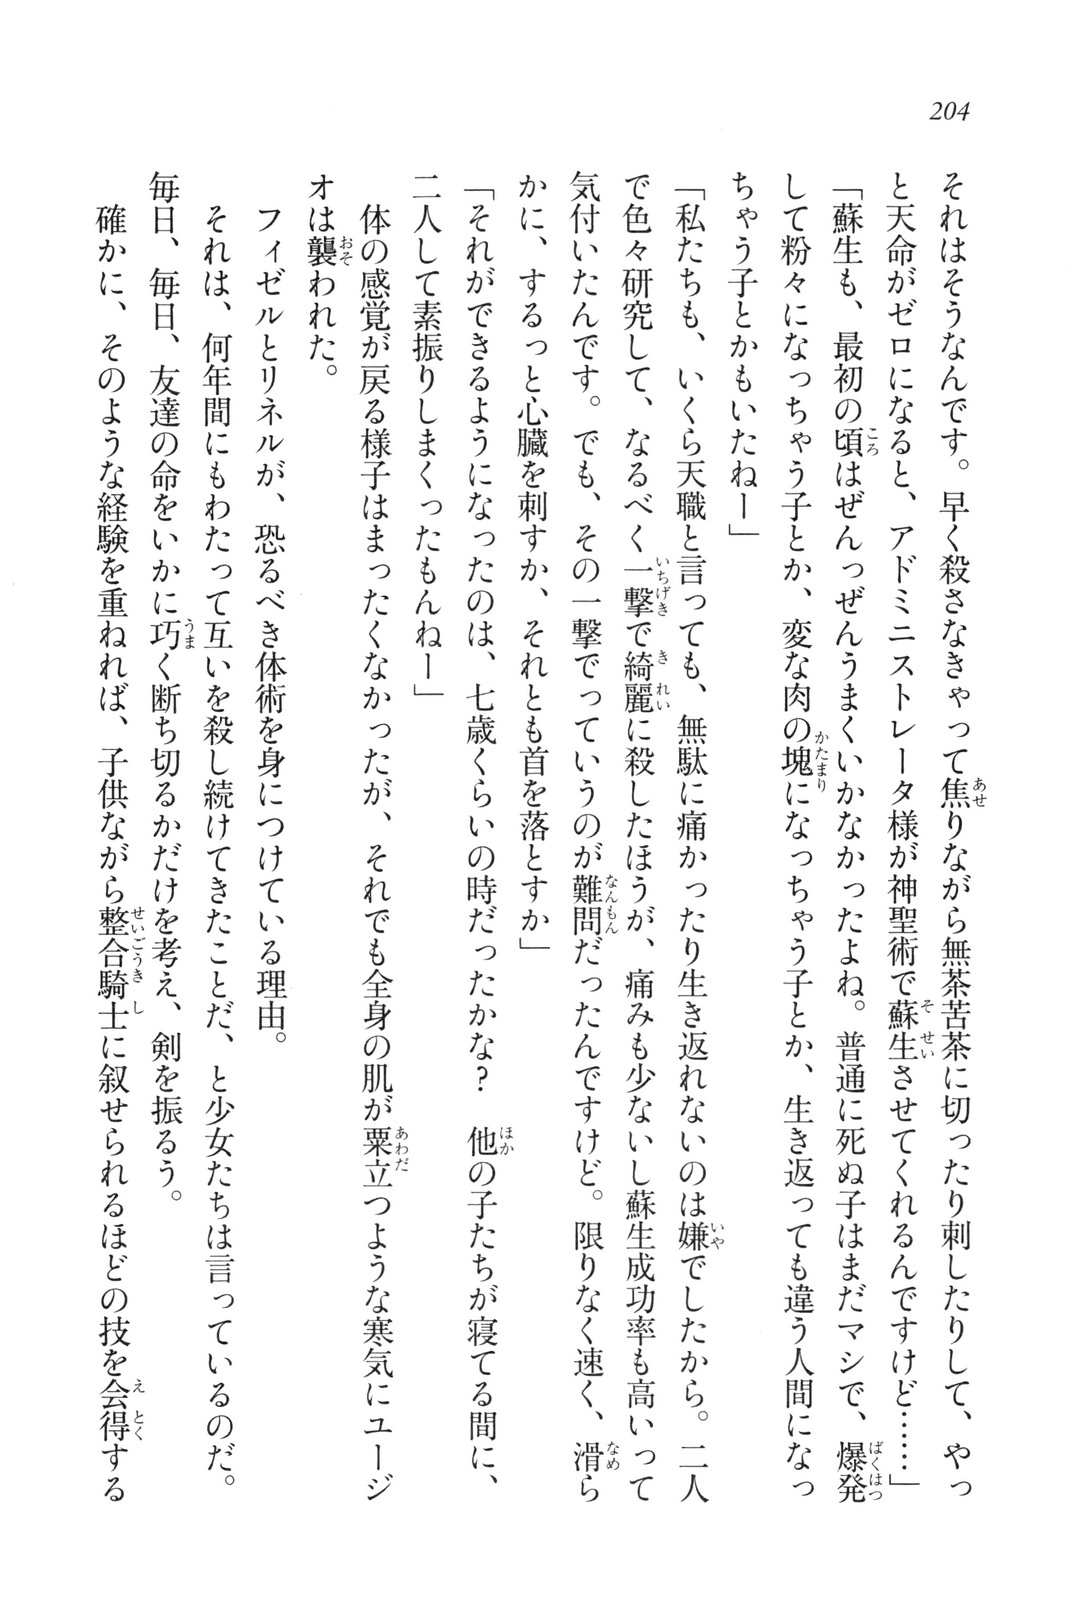 204
それはそうなんです。早く殺さなきゃって焦りながら無茶苦茶に切ったり刺したりして、やっ
と天命がゼロになると、アドミニストレータ様が神聖術で蘇生させてくれるんですけど……」
「蘇生も、最初の頃はぜんっぜんうまくいかなかったよね。普通に死ぬ子はまだマシで、爆発
して粉々になっちゃう子とか、変な肉の塊になっちゃう子とか、生き返っても違う人間になっ
ちゃう子とかもいたねー」
「私たちも、いくら天職と言っても、無駄に痛かったり生き返れないのは嫌でしたから。二人
で色々研究して、なるべく一撃で綺麗に殺したほうが、痛みも少ないし蘇生成功率も高いって
気付いたんです。でも、その一撃でっていうのが難問だったんですけど。限りなく速く、滑ら
かに、するっと心臓を刺すか、それとも首を落とすか」
「それができるようになったのは、七歳くらいの時だったかな？　他の子たちが寝てる間に、
二人して素振りしまくったもんねー」
　体の感覚が戻る様子はまったくなかったが、それでも全身の肌が粟立つような寒気にユージ
オは襲われた。
　フィゼルとリネルが、恐るべき体術を身につけている理由。
　それは、何年間にもわたって互いを殺し続けてきたことだ、と少女たちは言っているのだ。
毎日、毎日、友達の命をいかに巧く断ち切るかだけを考え、剣を振るう。
　確かに、そのような経験を重ねれば、子供ながら整合騎士に叙せられるほどの技を会得する